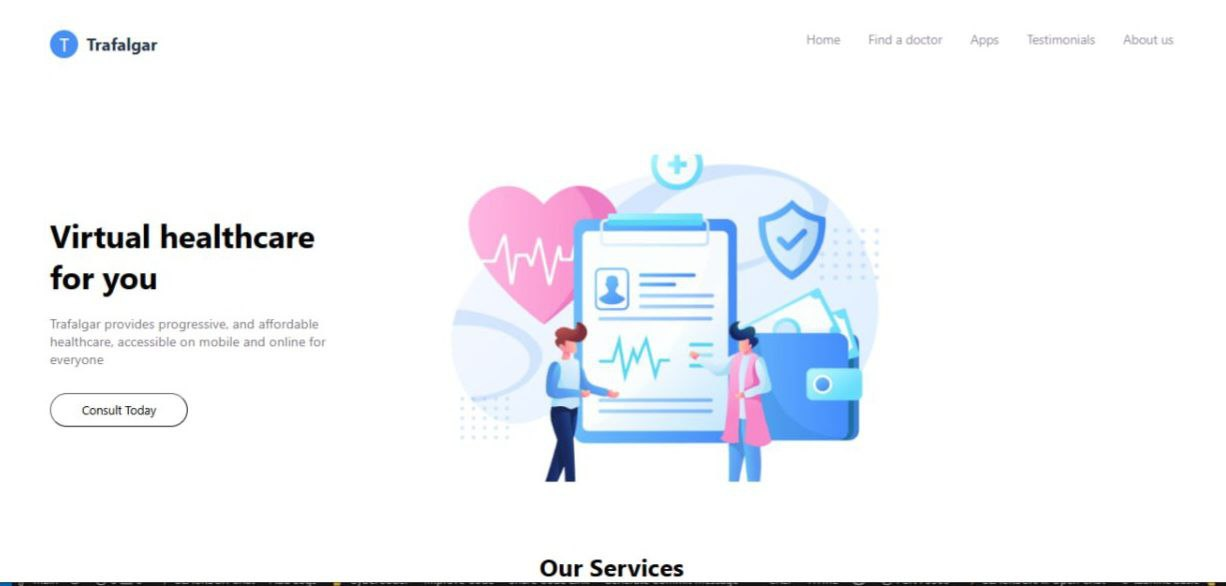 T Trafalgar
Home Find a doctor Apps Testimonials About us
Virtual healthcare
for you
Trafalgar provides progressive, and affordable
healthcare, accessible on mobile and online for
everyone
Consult Today
Our Services